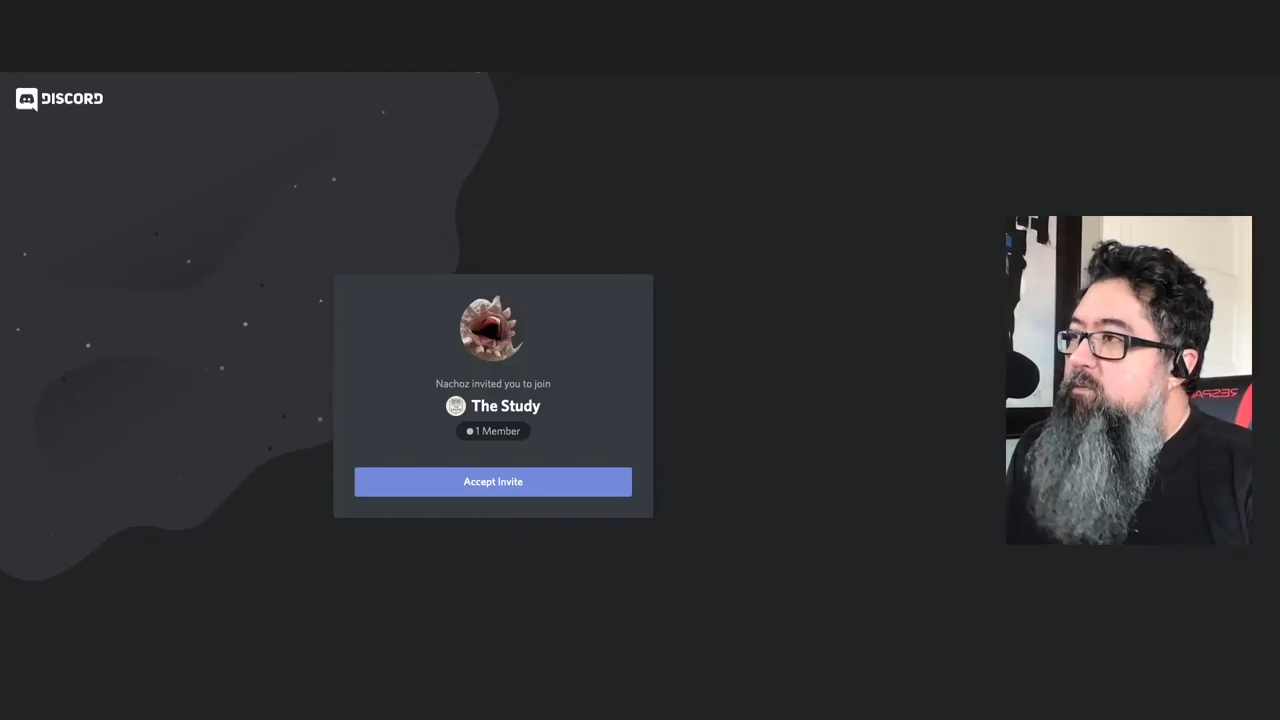 DISCORD
Nachoz invited you to join
The Study
1 Member
Accept Invite